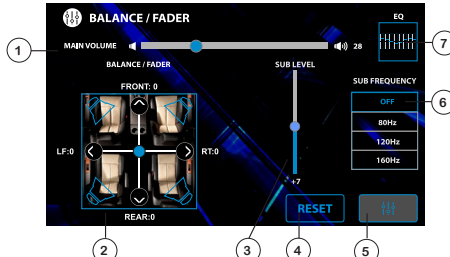 BALANCE / FADER
EQ
1
MAIN VOLUME
28
7
BALANCE / FADER
SUB LEVEL
SUB FREQUENCY
FRONT: 0
OFF
6
80Hz
120Hz
160Hz
LF:0
RT:0
+7
RESET
REAR:0
2
3
4
5